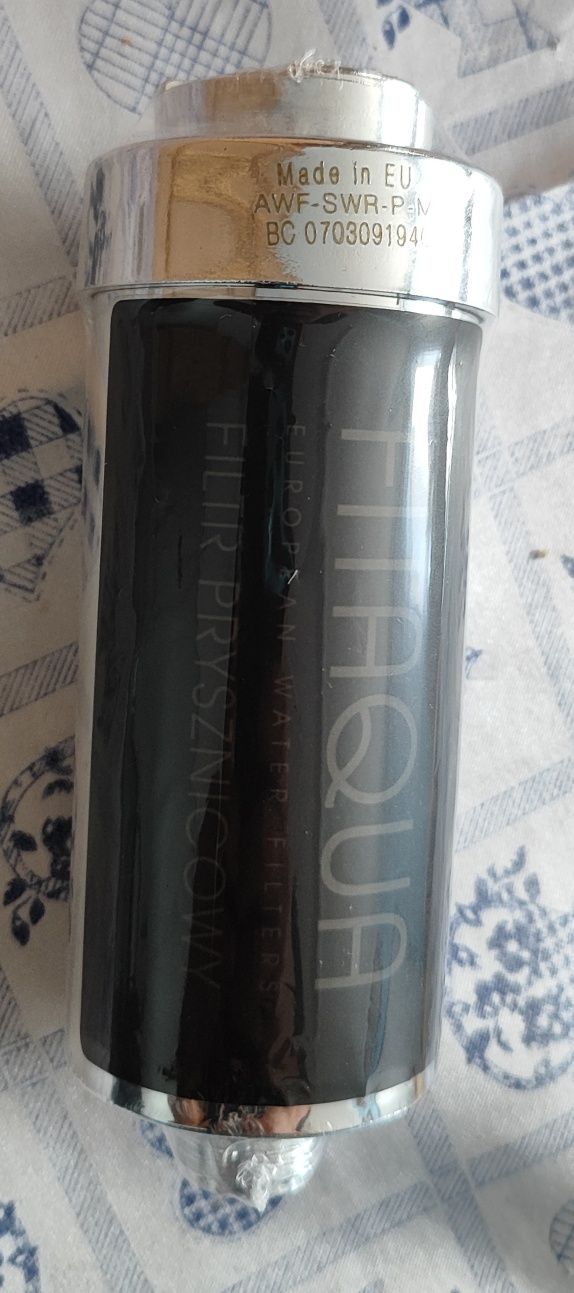 Made in EU
AWF-SWR-P-M
BC 070309194
FITAQUA
EUROPEAN WATER FILTERS
FILTR PRYSZNICOWY